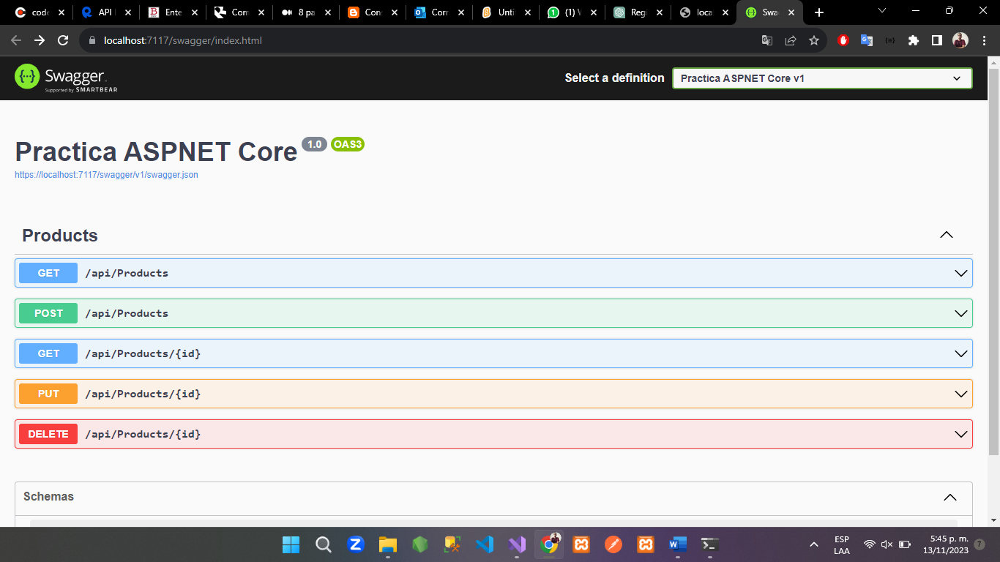 code
API
Ente
Com
8 pa
Con
Corr
Unti
(1) W
Regi
loca
Swa
localhost:7117/swagger/index.html
Swagger
Supported by SMARTBEAR
Select a definition
Practica ASPNET Core v1
Practica ASPNET Core 1.0 OAS3
https://localhost:7117/swagger/v1/swagger.json
Products
GET /api/Products
POST /api/Products
GET /api/Products/{id}
PUT /api/Products/{id}
DELETE /api/Products/{id}
Schemas
ESP
LAA
5:45 p. m.
13/11/2023
7